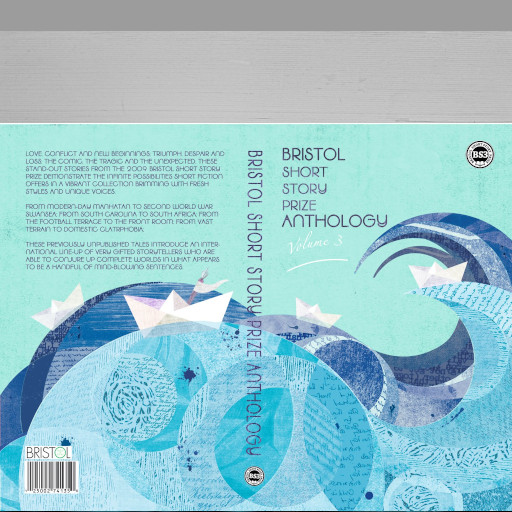 LOVE, CONFLICT AND NEW BEGINNINGS; TRIUMPH, DESPAIR AND
LOSS; THE COMIC, THE TRAGIC AND THE UNEXPECTED. THESE
STAND-OUT STORIES FROM THE 2009 BRISTOL SHORT STORY
PRIZE DEMONSTRATE THE INFINITE POSSIBILITIES SHORT FICTION
OFFERS IN A VIBRANT COLLECTION BRIMMING WITH FRESH
STYLES AND UNIQUE VOICES.
FROM MODERN-DAY MANHATTAN TO SECOND WORLD WAR
SWANSEA; FROM SOUTH CAROLINA TO SOUTH AFRICA; FROM
THE FOOTBALL TERRACE TO THE FRONT ROOM; FROM VAST
TERRAIN TO DOMESTIC CLAUSTROPHOBIA.
THESE PREVIOUSLY UNPUBLISHED TALES INTRODUCE AN INTER-
NATIONAL LINE-UP OF VERY GIFTED STORYTELLERS WHO ARE
ABLE TO CONJURE UP COMPLETE WORLDS IN WHAT APPEARS
TO BE A HANDFUL OF MIND-BLOWING SENTENCES.
BRISTOL
BRISTOL SHORT STORY PRIZE ANTHOLOGY
BS3
BRISTOL
SHORT
STORY
PRIZE
ANTHOLOGY
Volume 3
BS3